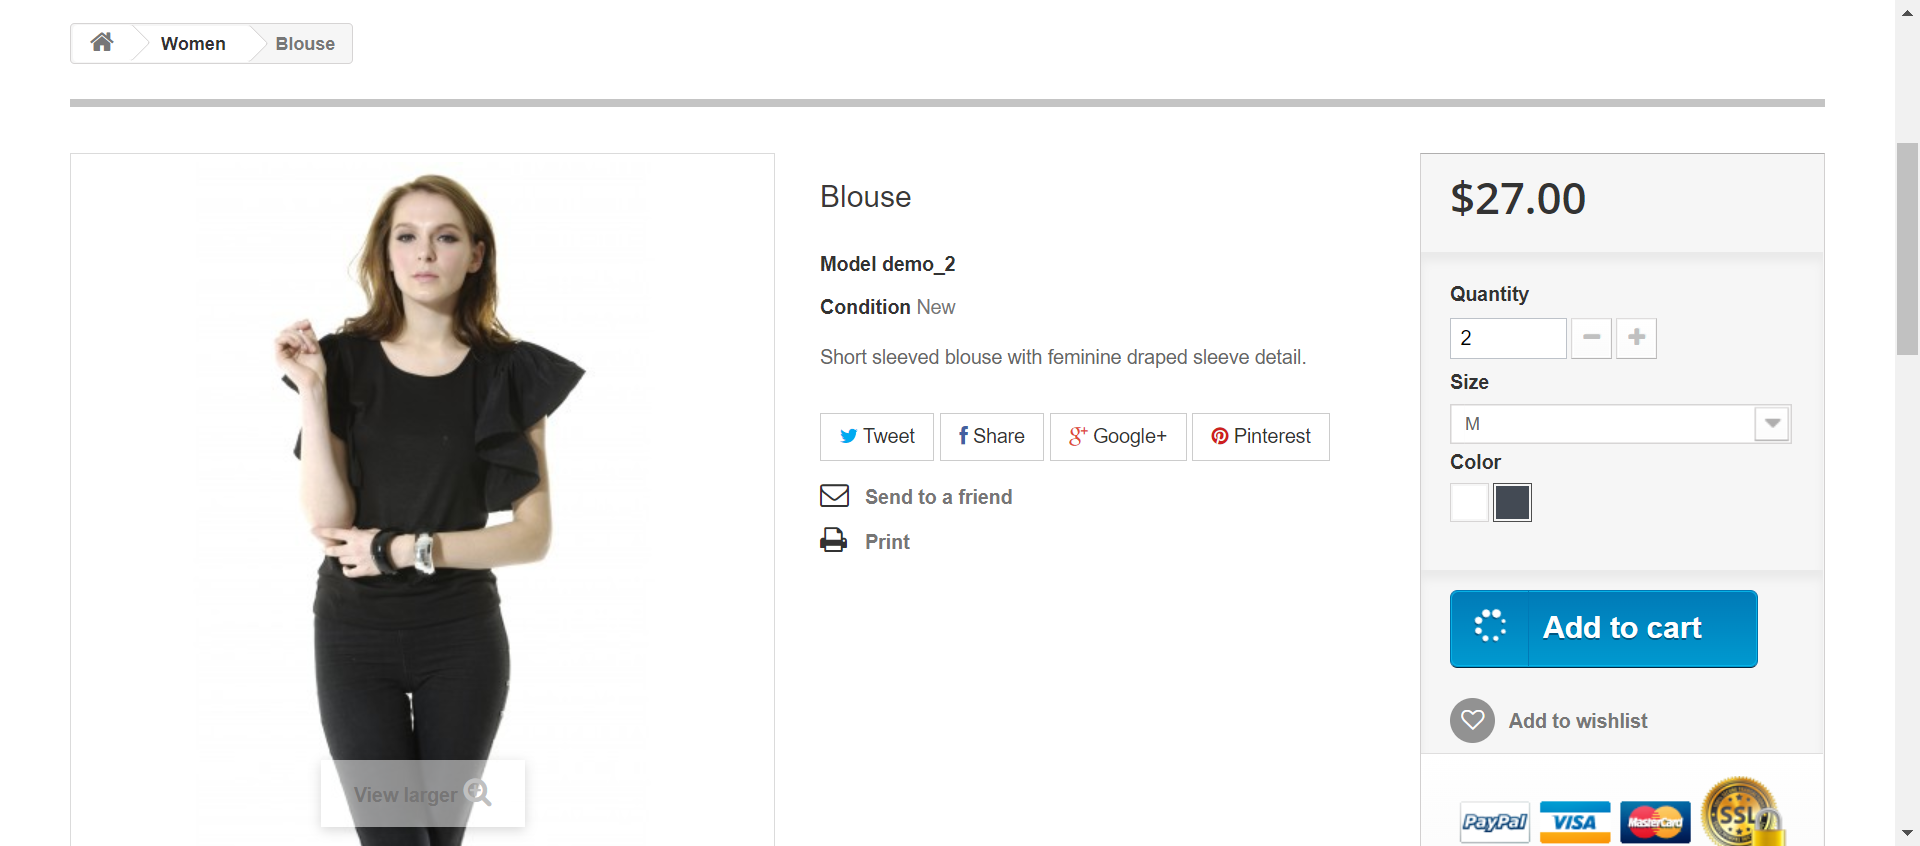 Women
Blouse
Blouse
Model demo_2
Condition New
Short sleeved blouse with feminine draped sleeve detail.
Tweet
Share
Google+
Pinterest
Send to a friend
Print
View larger
$27.00
Quantity
2
Size
M
Color
Add to cart
Add to wishlist
PayPal
VISA
MasterCard
SSL